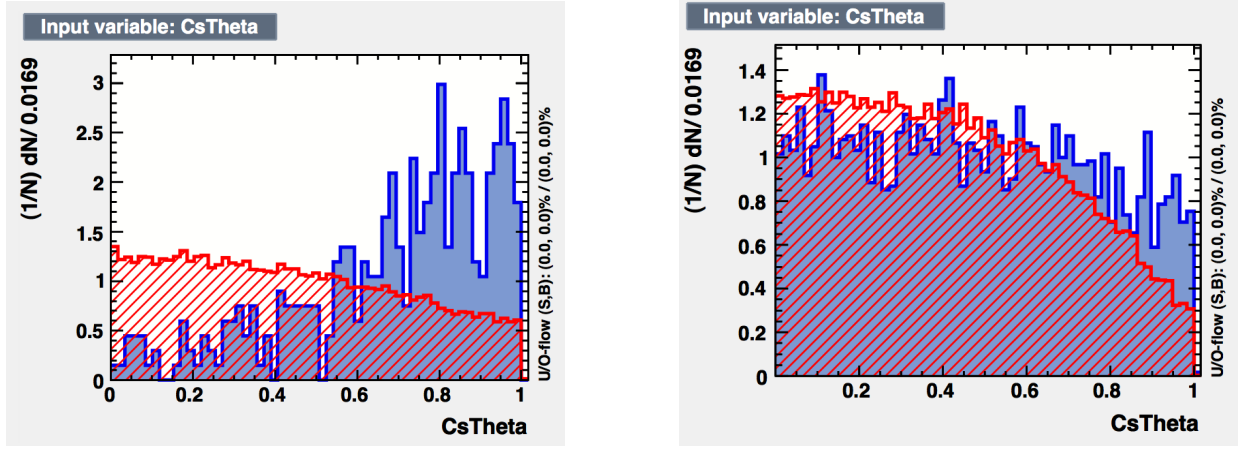 Input variable: CsTheta
(1/N) dN/ 0.0169
3
2.5
2
1.5
1
0.5
0
0 0.2 0.4 0.6 0.8 1
CsTheta
U/O-flow (S,B): (0.0, 0.0)% / (0.0, 0.0)%
Input variable: CsTheta
(1/N) dN/ 0.0169
1.4
1.2
1
0.8
0.6
0.4
0.2
0
0.2 0.4 0.6 0.8 1
CsTheta
U/O-flow (S,B): (0.0, 0.0)% / (0.0, 0.0)%